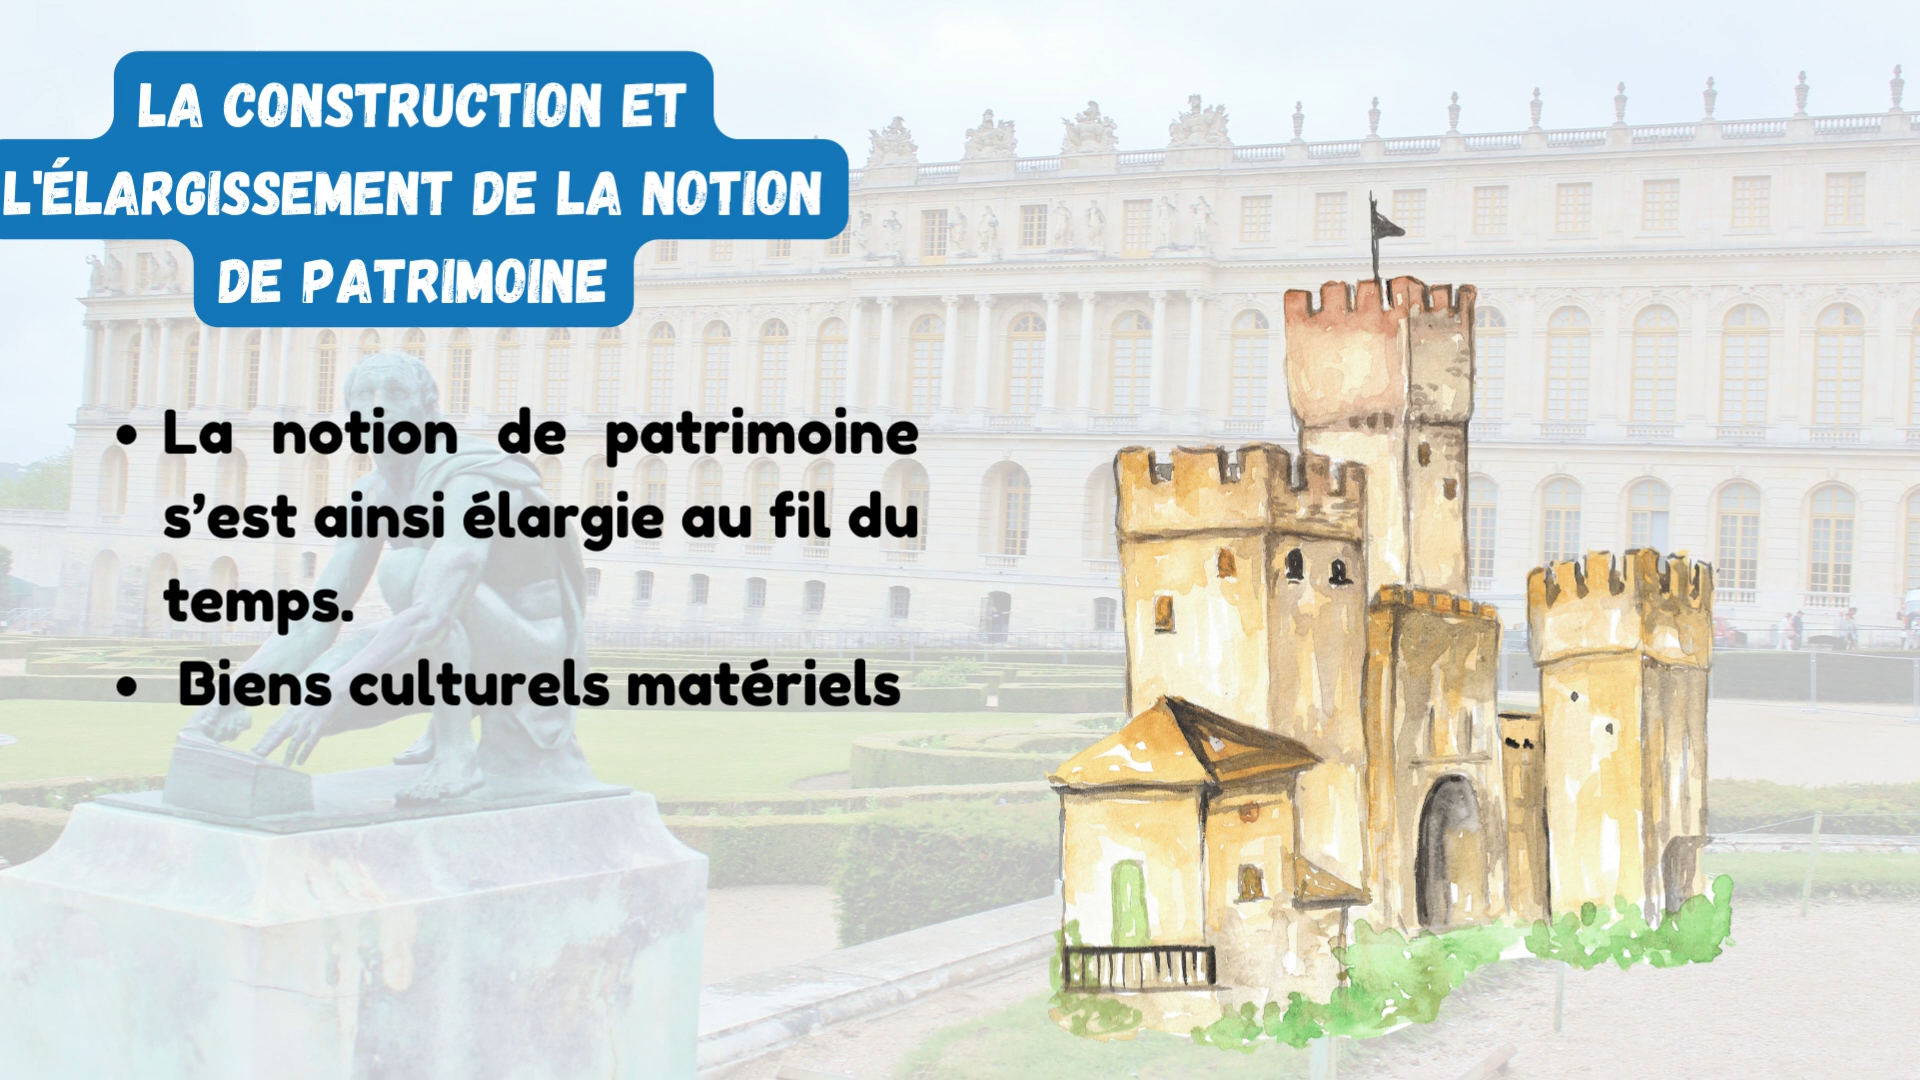 LA CONSTRUCTION ET
L'ÉLARGISSEMENT DE LA NOTION
DE PATRIMOINE
• La notion de patrimoine
s’est ainsi élargie au fil du
temps.
• Biens culturels matériels